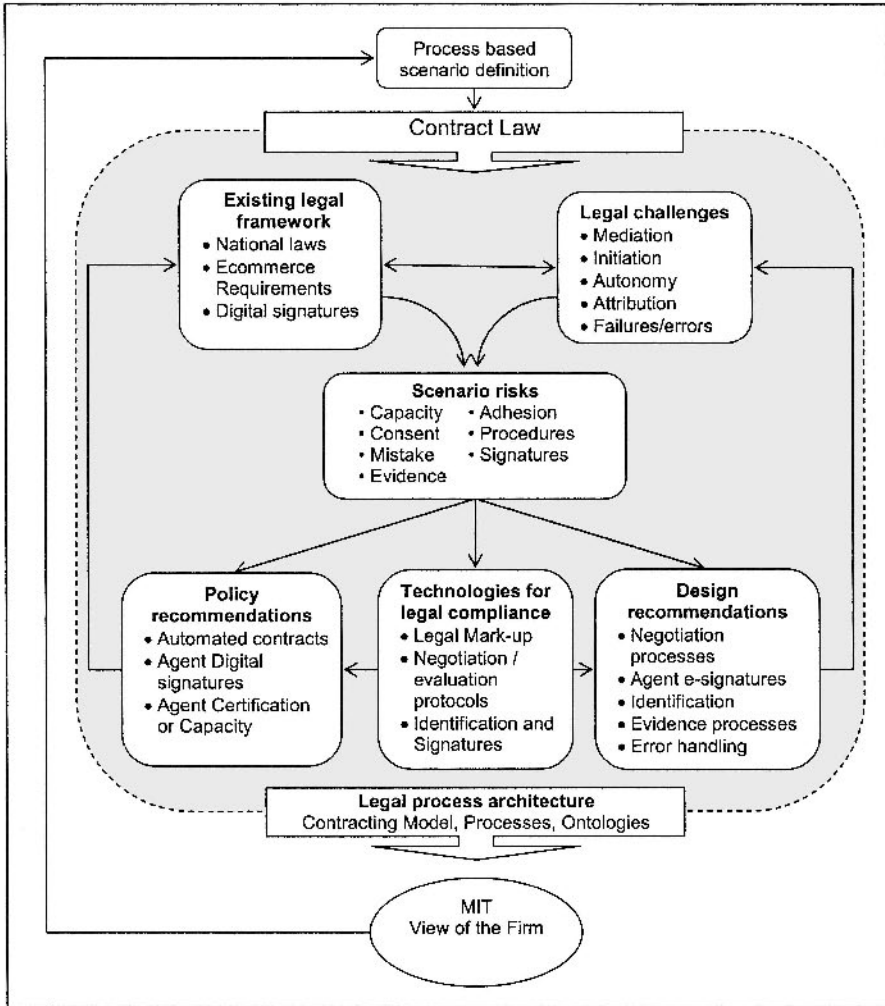 Process based
scenario definition
Contract Law
Existing legal
framework
• National laws
• Ecommerce
Requirements
• Digital signatures
Legal challenges
• Mediation
• Initiation
• Autonomy
• Attribution
• Failures/errors
Scenario risks
• Capacity • Adhesion
• Consent • Procedures
• Mistake • Signatures
• Evidence
Policy
recommendations
• Automated contracts
• Agent Digital
signatures
• Agent Certification
or Capacity
Technologies for
legal compliance
• Legal Mark-up
• Negotiation /
evaluation
protocols
• Identification and
Signatures
Design
recommendations
• Negotiation
processes
• Agent e-signatures
• Identification
• Evidence processes
• Error handling
Legal process architecture
Contracting Model, Processes, Ontologies
MIT
View of the Firm